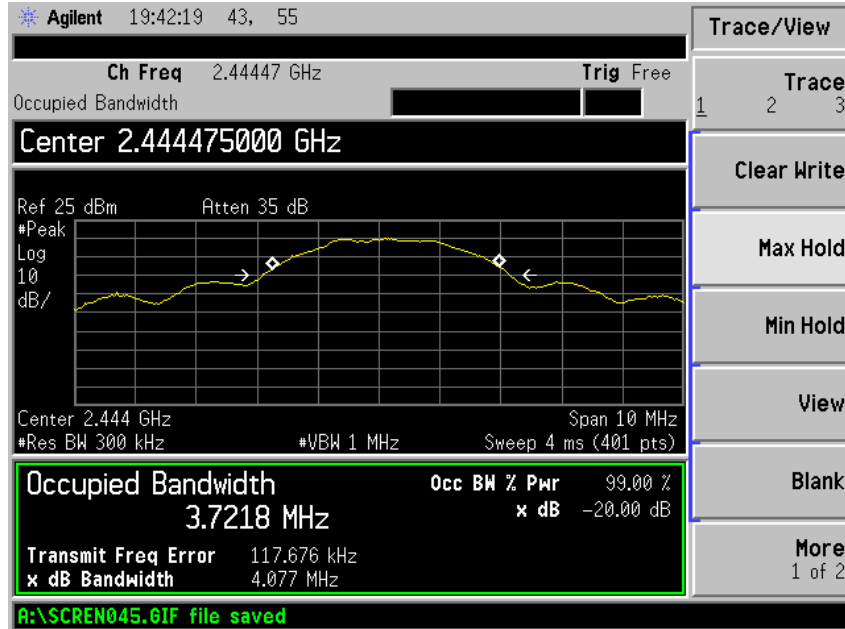 Agilent 19:42:19 43, 55
Trace/View
Ch Freq 2.44447 GHz Trig Free
Occupied Bandwidth
Trace
1 2 3
Center 2.444475000 GHz
Clear Write
Ref 25 dBm Atten 35 dB
#Peak
Log
10
dB/
Max Hold
Min Hold
View
Center 2.444 GHz Span 10 MHz
#Res BW 300 kHz #VBW 1 MHz Sweep 4 ms (401 pts)
Occupied Bandwidth
3.7218 MHz
Occ BW % Pwr 99.00 %
x dB -20.00 dB
Blank
Transmit Freq Error 117.676 kHz
x dB Bandwidth 4.077 MHz
More
1 of 2
A:\SCREN045.GIF file saved